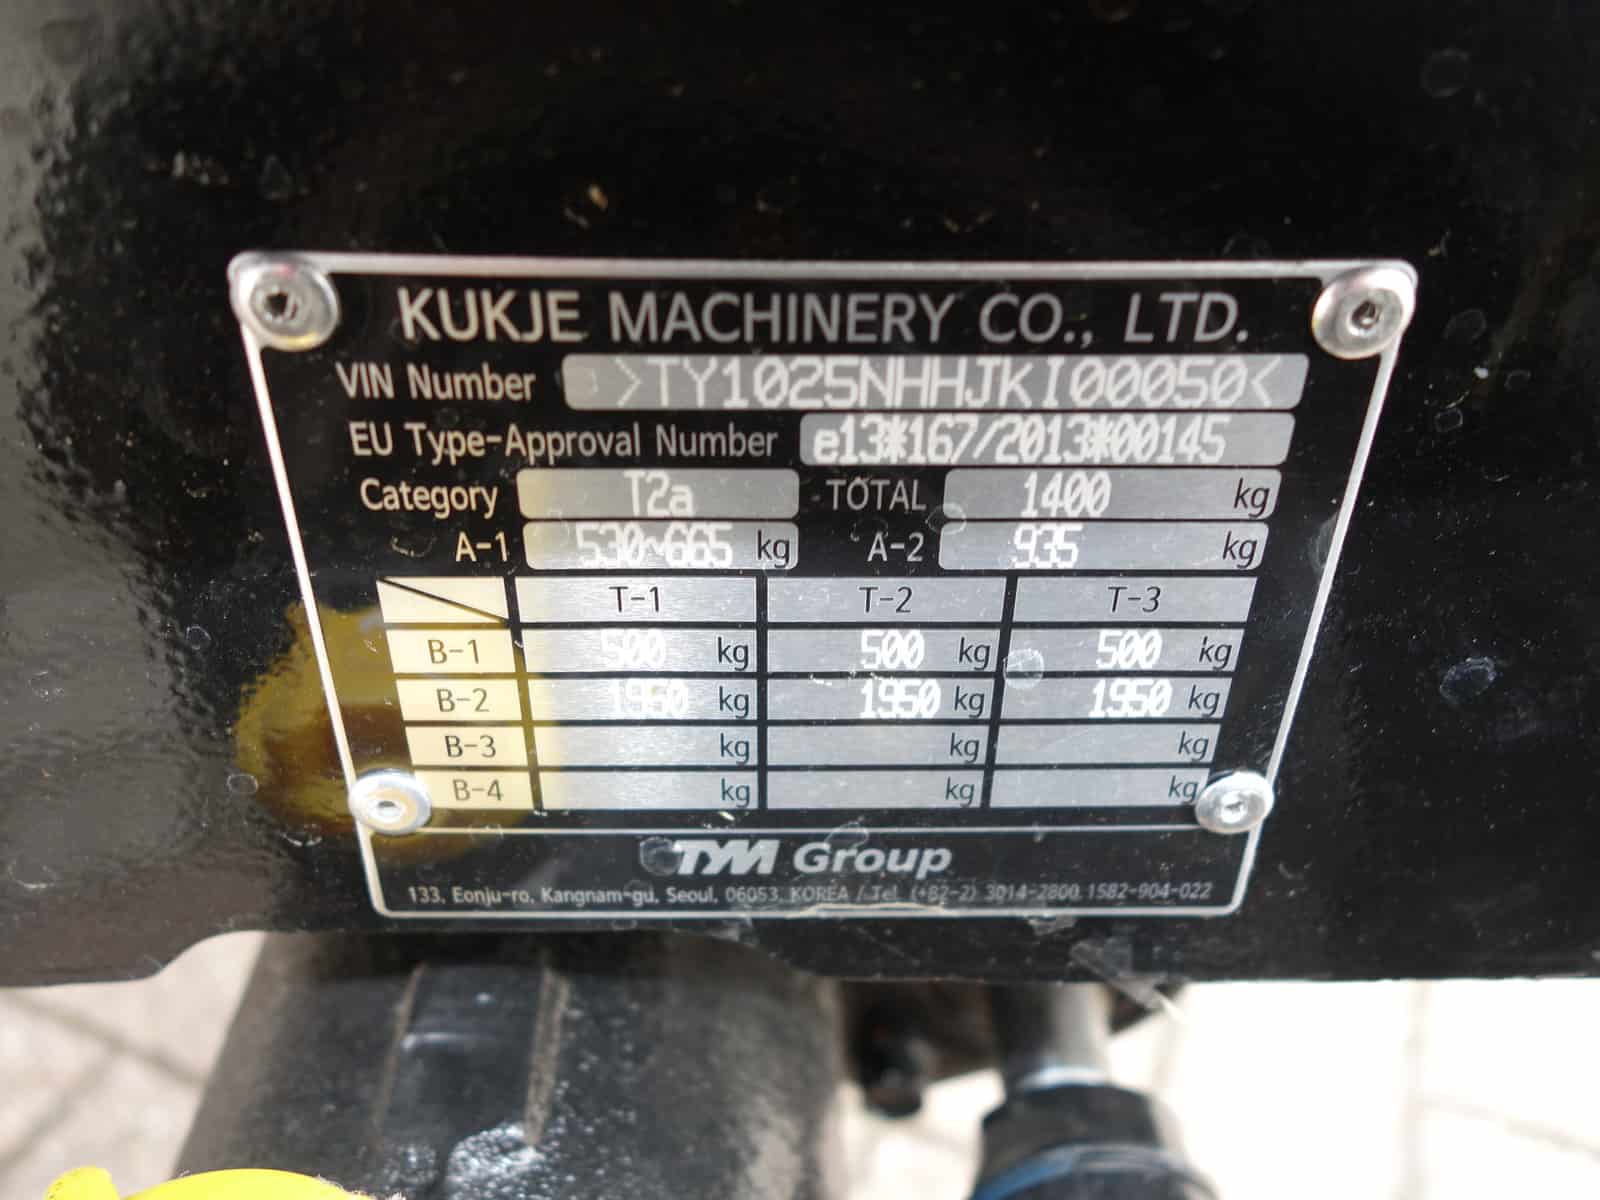 KUKJE MACHINERY CO., LTD.
VIN Number >TY1025NHHJKI00050<
EU Type-Approval Number e13*167/2013*00145
Category T2a TOTAL 1400 kg
A-1 530~665 kg A-2 935 kg
T-1 T-2 T-3
B-1 500 kg 500 kg 500 kg
B-2 1950 kg 1950 kg 1950 kg
B-3 kg kg kg
B-4 kg kg kg
TYM Group
133, Eonju-ro, Kangnam-gu, Seoul, 06053, KOREA / Tel (+82-2) 3014-2800 1582-904-022